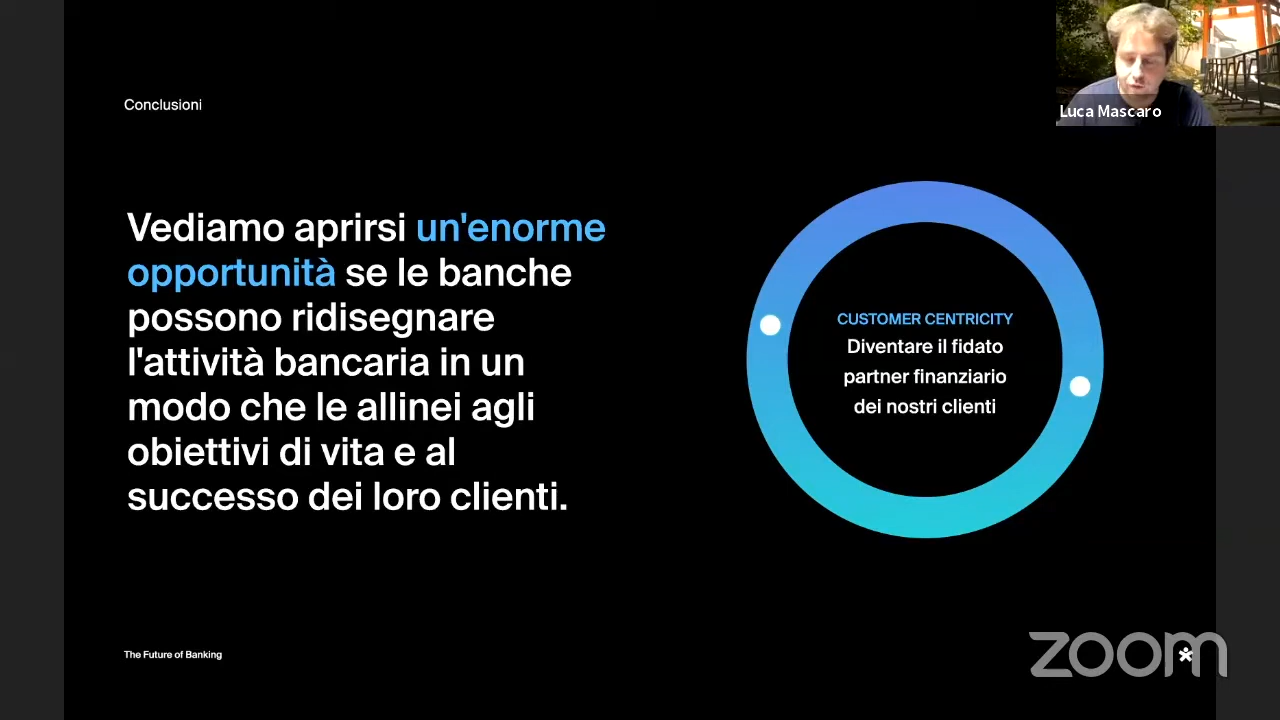 Luca Mascaro
Conclusioni
Vediamo aprirsi un'enorme
opportunità se le banche
possono ridisegnare
l'attività bancaria in un
modo che le allinei agli
obiettivi di vita e al
successo dei loro clienti.
CUSTOMER CENTRICITY
Diventare il fidato
partner finanziario
dei nostri clienti
The Future of Banking
zoom